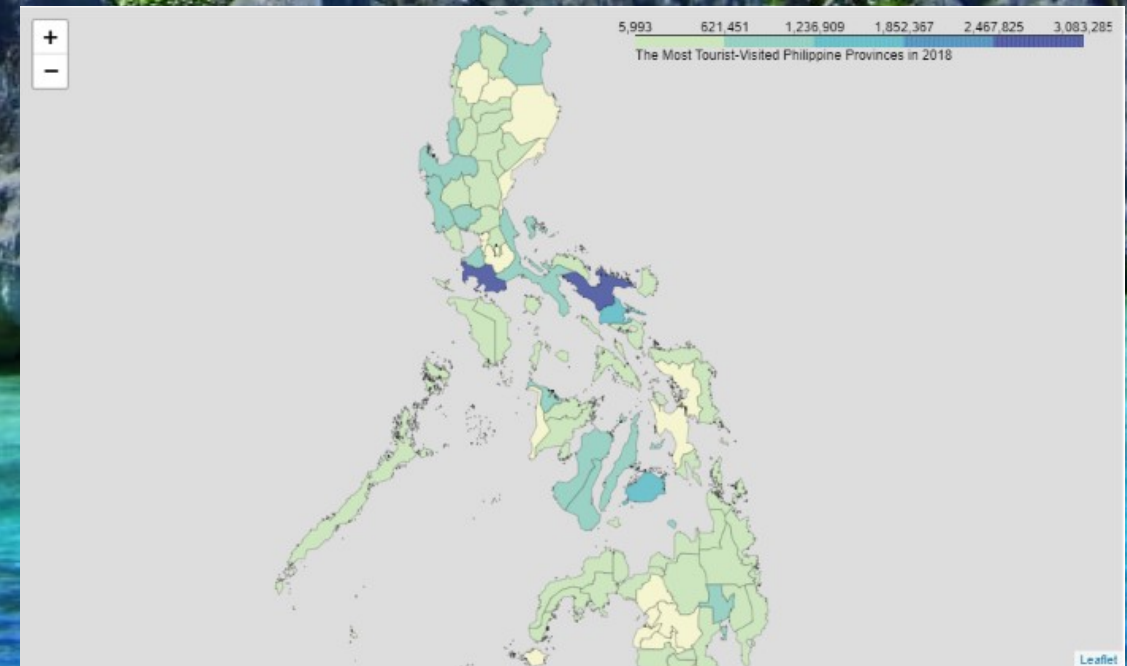 +
−
5,993 621,451 1,236,909 1,852,367 2,467,825 3,083,285
The Most Tourist-Visited Philippine Provinces in 2018
Leaflet